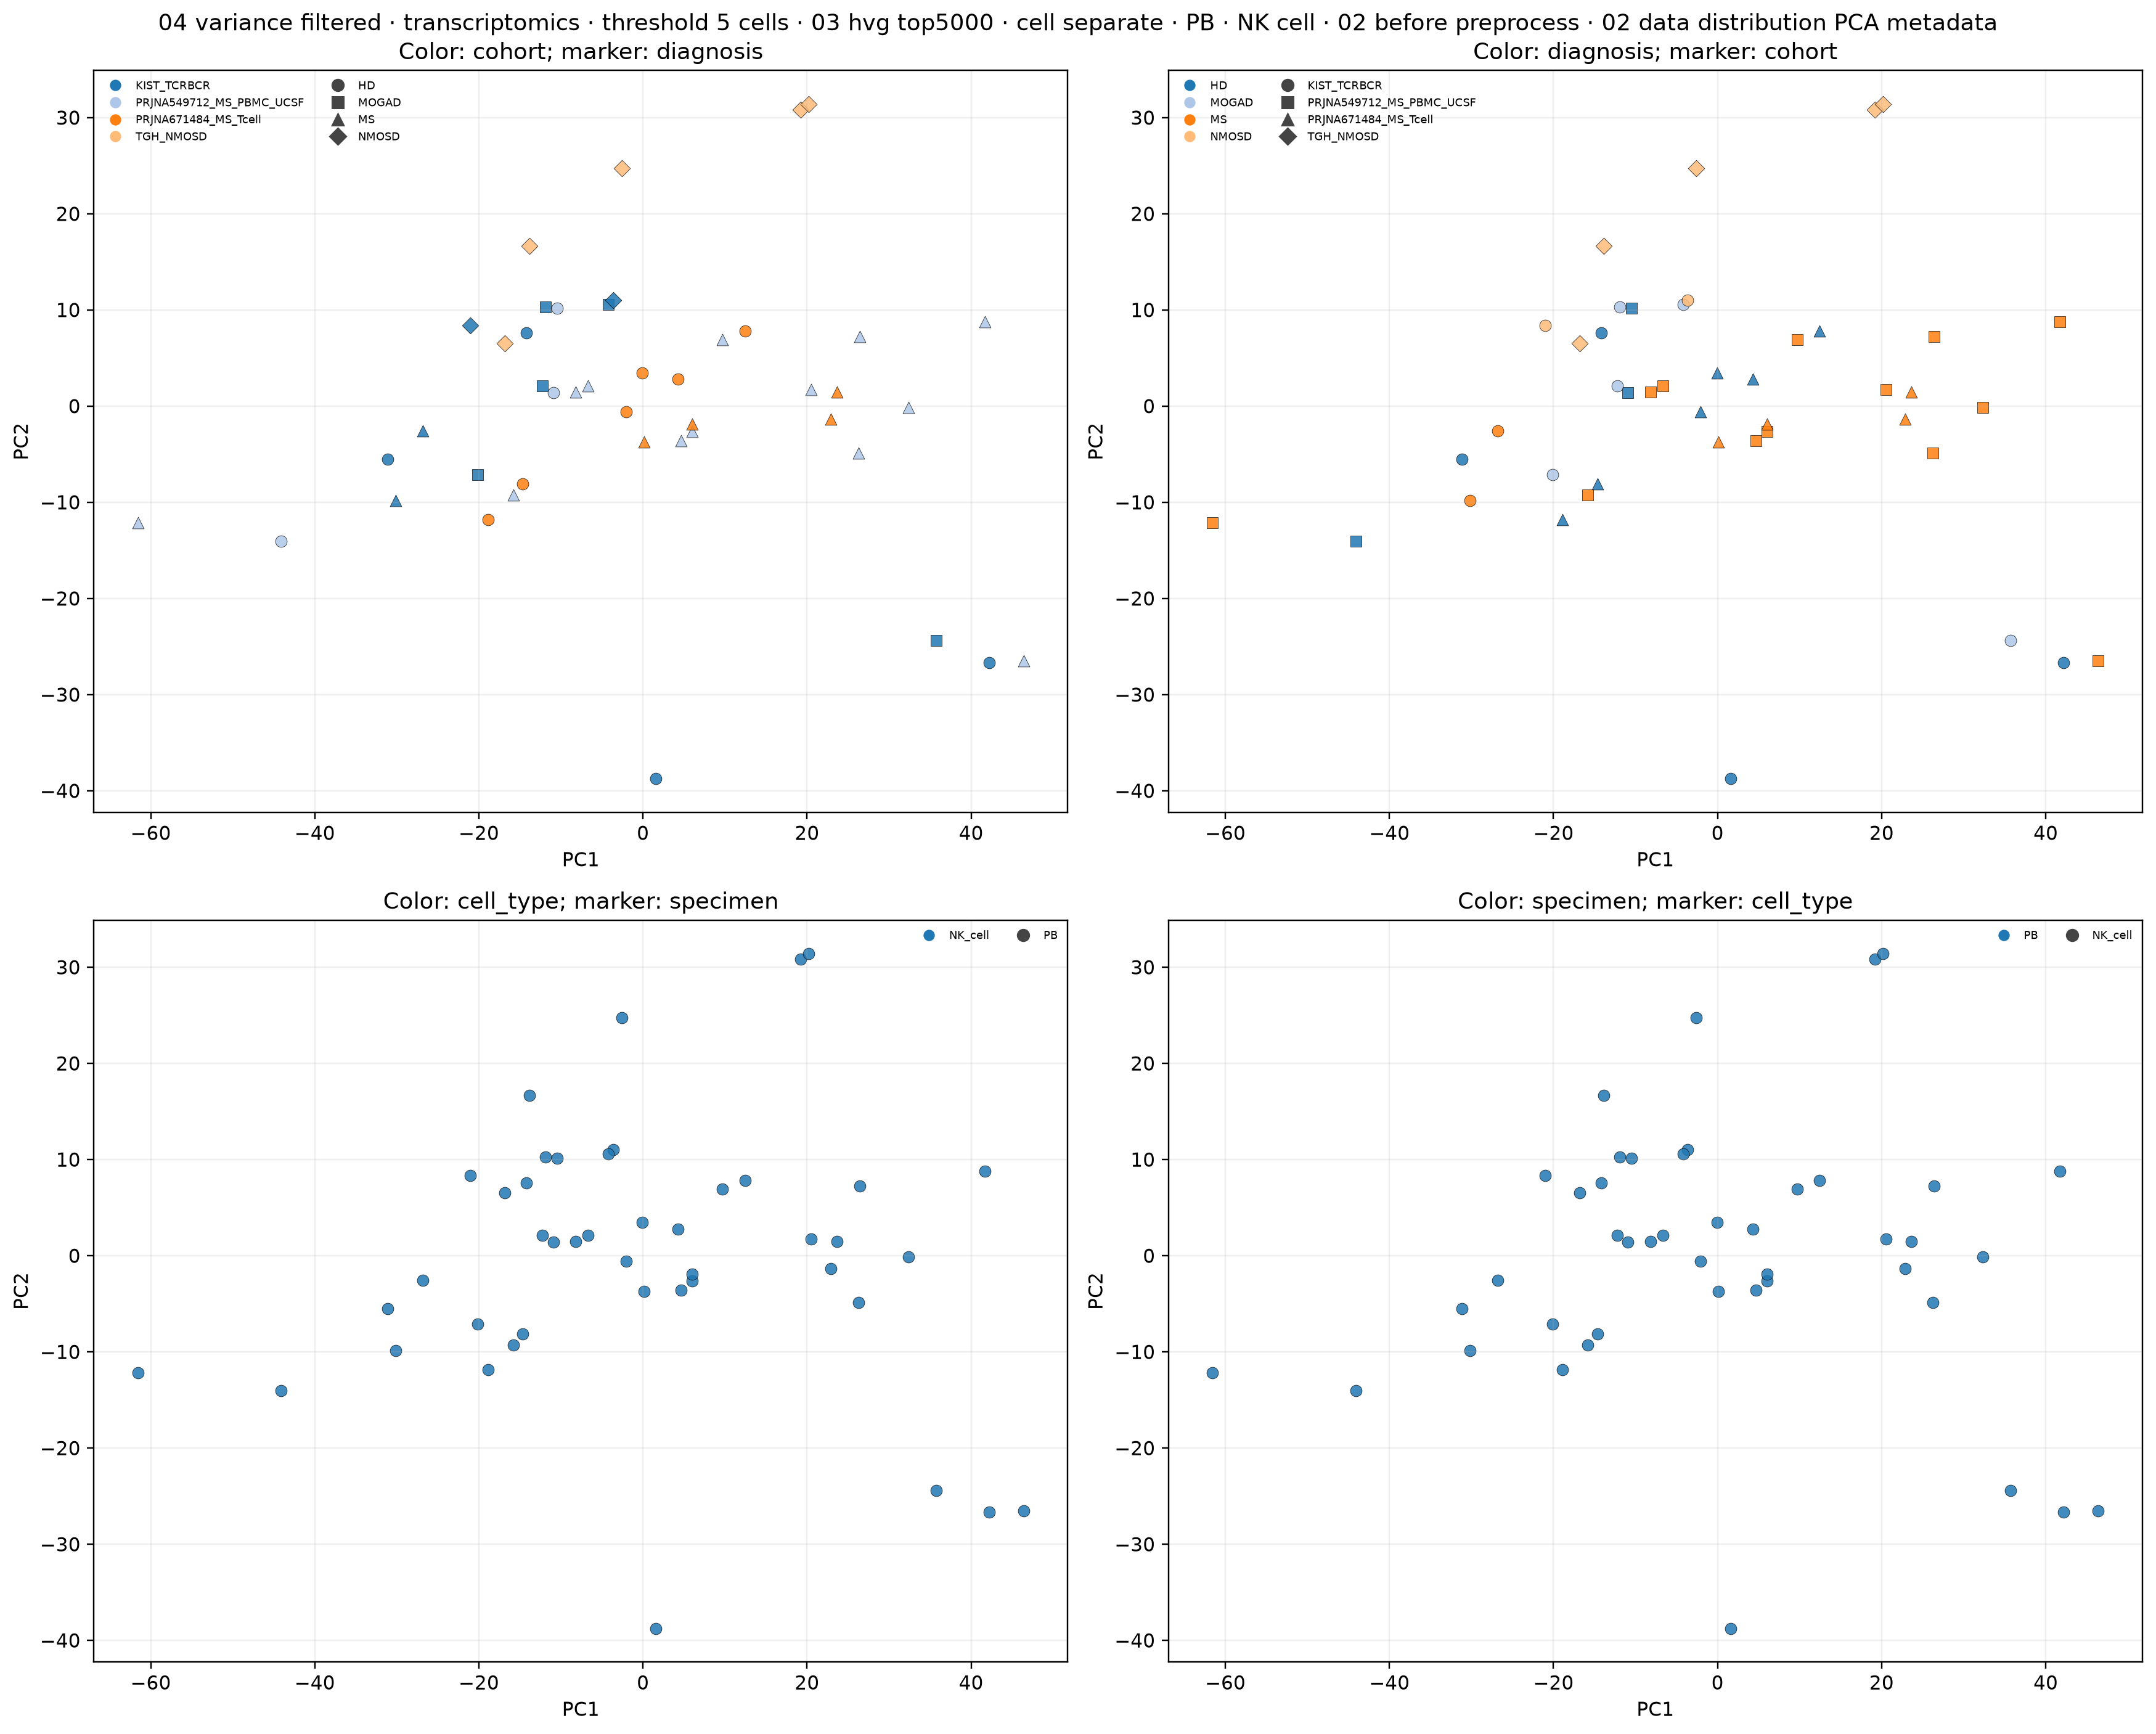 04 variance filtered · transcriptomics · threshold 5 cells · 03 hvg top5000 · cell separate · PB · NK cell · 02 before preprocess · 02 data distribution PCA metadata
Color: cohort; marker: diagnosis
KIST_TCRBCR HD
PRJNA549712_MS_PBMC_UCSF MOGAD
PRJNA671484_MS_Tcell MS
TGH_NMOSD NMOSD
30
20
10
0
−10
−20
−30
−40
PC2
−60 −40 −20 0 20 40
PC1
Color: diagnosis; marker: cohort
HD KIST_TCRBCR
MOGAD PRJNA549712_MS_PBMC_UCSF
MS PRJNA671484_MS_Tcell
NMOSD TGH_NMOSD
30
20
10
0
−10
−20
−30
−40
PC2
−60 −40 −20 0 20 40
PC1
Color: cell_type; marker: specimen
NK_cell PB
30
20
10
0
−10
−20
−30
−40
PC2
−60 −40 −20 0 20 40
PC1
Color: specimen; marker: cell_type
PB NK_cell
30
20
10
0
−10
−20
−30
−40
PC2
−60 −40 −20 0 20 40
PC1